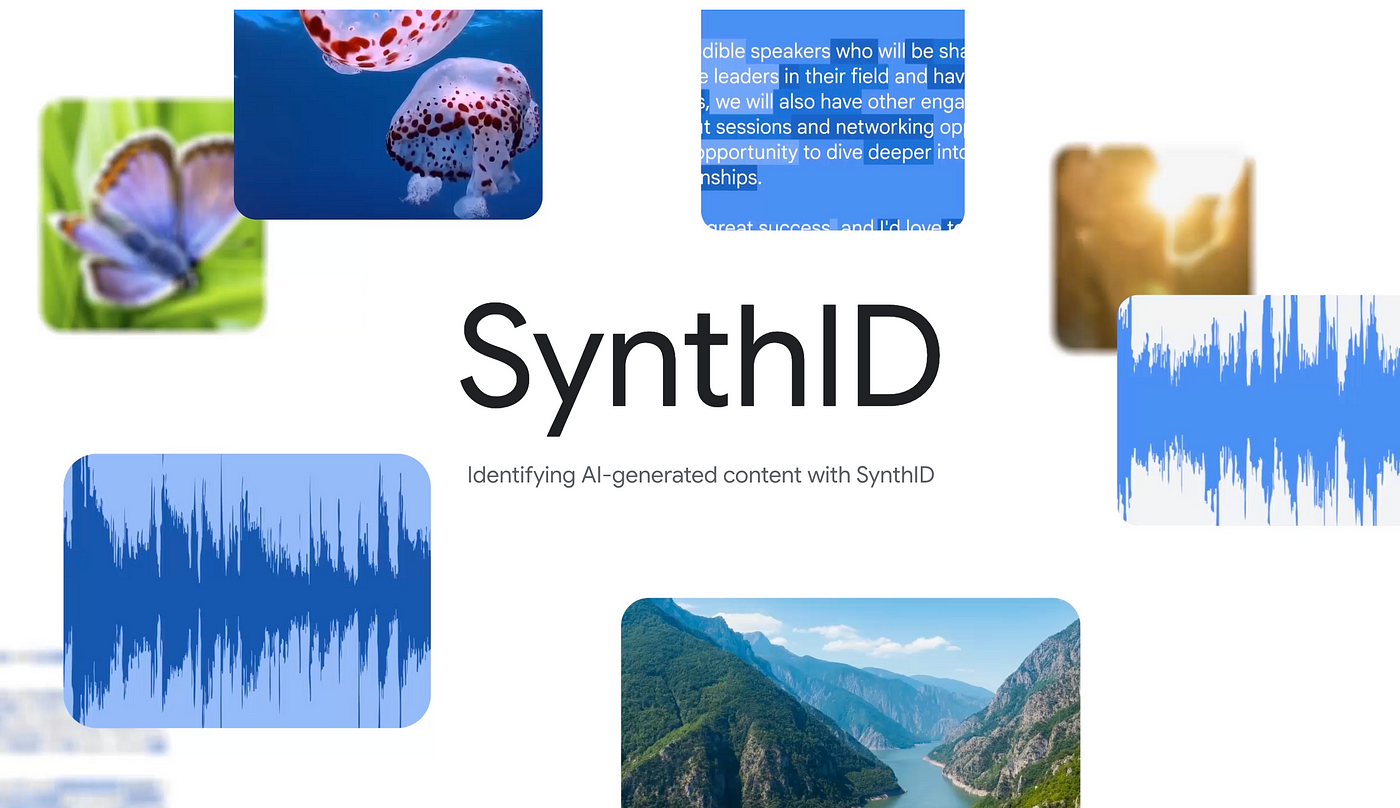 dible speakers who will be sha
e leaders in their field and hav
s, we will also have other enga
t sessions and networking op
opportunity to dive deeper into
nships.
great success, and I'd love to
SynthID
Identifying AI-generated content with SynthID